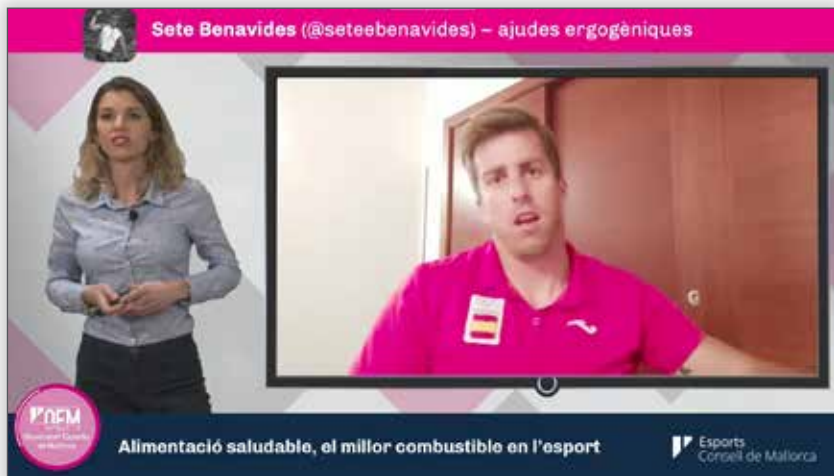 Sete Benavides (@seteebenavides) – ajudes ergogèniques
Alimentació saludable, el millor combustible en l'esport
Esports
Consell de Mallorca